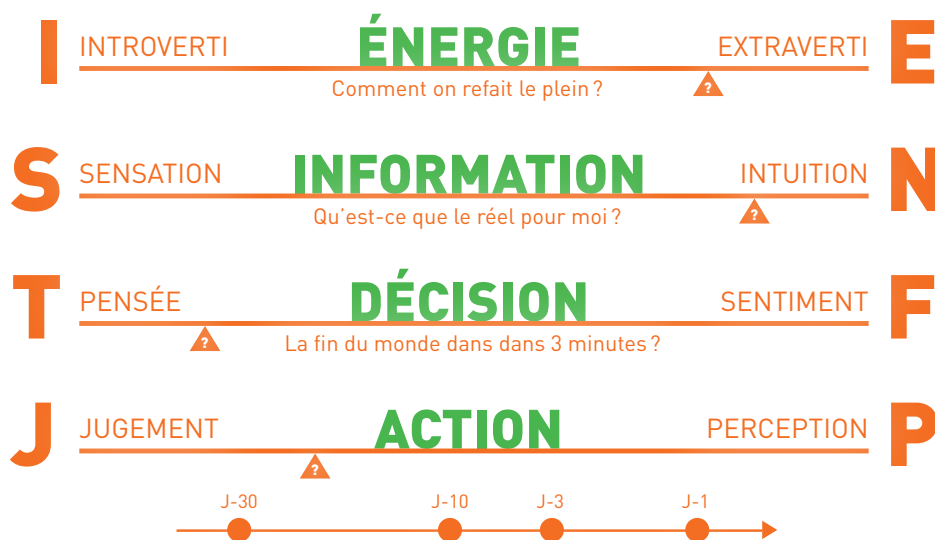 I INTROVERTI ÉNERGIE EXTRAVERTI E
Comment on refait le plein ?
?
S SENSATION INFORMATION INTUITION N
Qu'est-ce que le réel pour moi ?
?
T PENSÉE DÉCISION SENTIMENT F
?
La fin du monde dans dans 3 minutes ?
J JUGEMENT ACTION PERCEPTION P
?
J-30 J-10 J-3 J-1